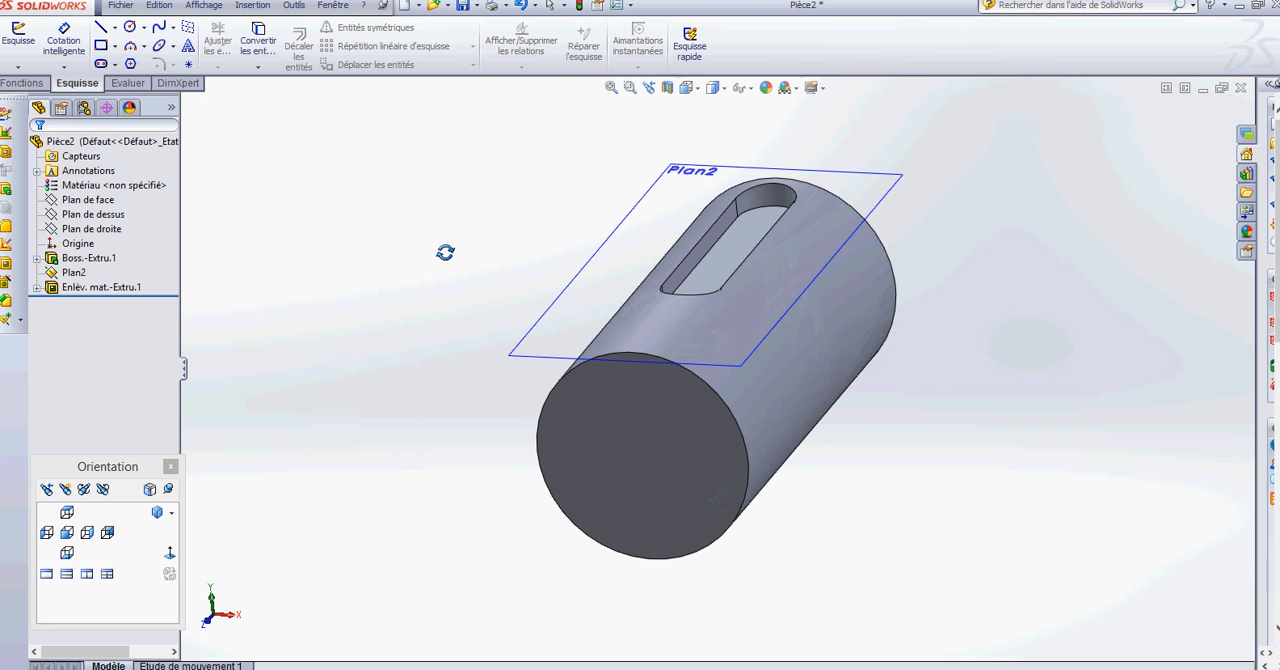 SOLIDWORKS
Fichier Edition Affichage Insertion Outils Fenêtre ?
Pièce2 *
Rechercher dans l'aide de SolidWorks
Esquisse
Cotation intelligente
Ajuster les e...
Convertir les ent...
Décaler les entités
Entités symétriques
Répétition linéaire d'esquisse
Déplacer les entités
Afficher/Supprimer les relations
Réparer l'esquisse
Aimantations instantanées
Esquisse rapide
Fonctions Esquisse Evaluer DimXpert
Pièce2 (Défaut<<Défaut>_Etat
Capteurs
Annotations
Matériau <non spécifié>
Plan de face
Plan de dessus
Plan de droite
Origine
Boss.-Extru.1
Plan2
Enlèv. mat.-Extru.1
Plan2
Orientation
Y
X
Z
Modèle Etude de mouvement 1